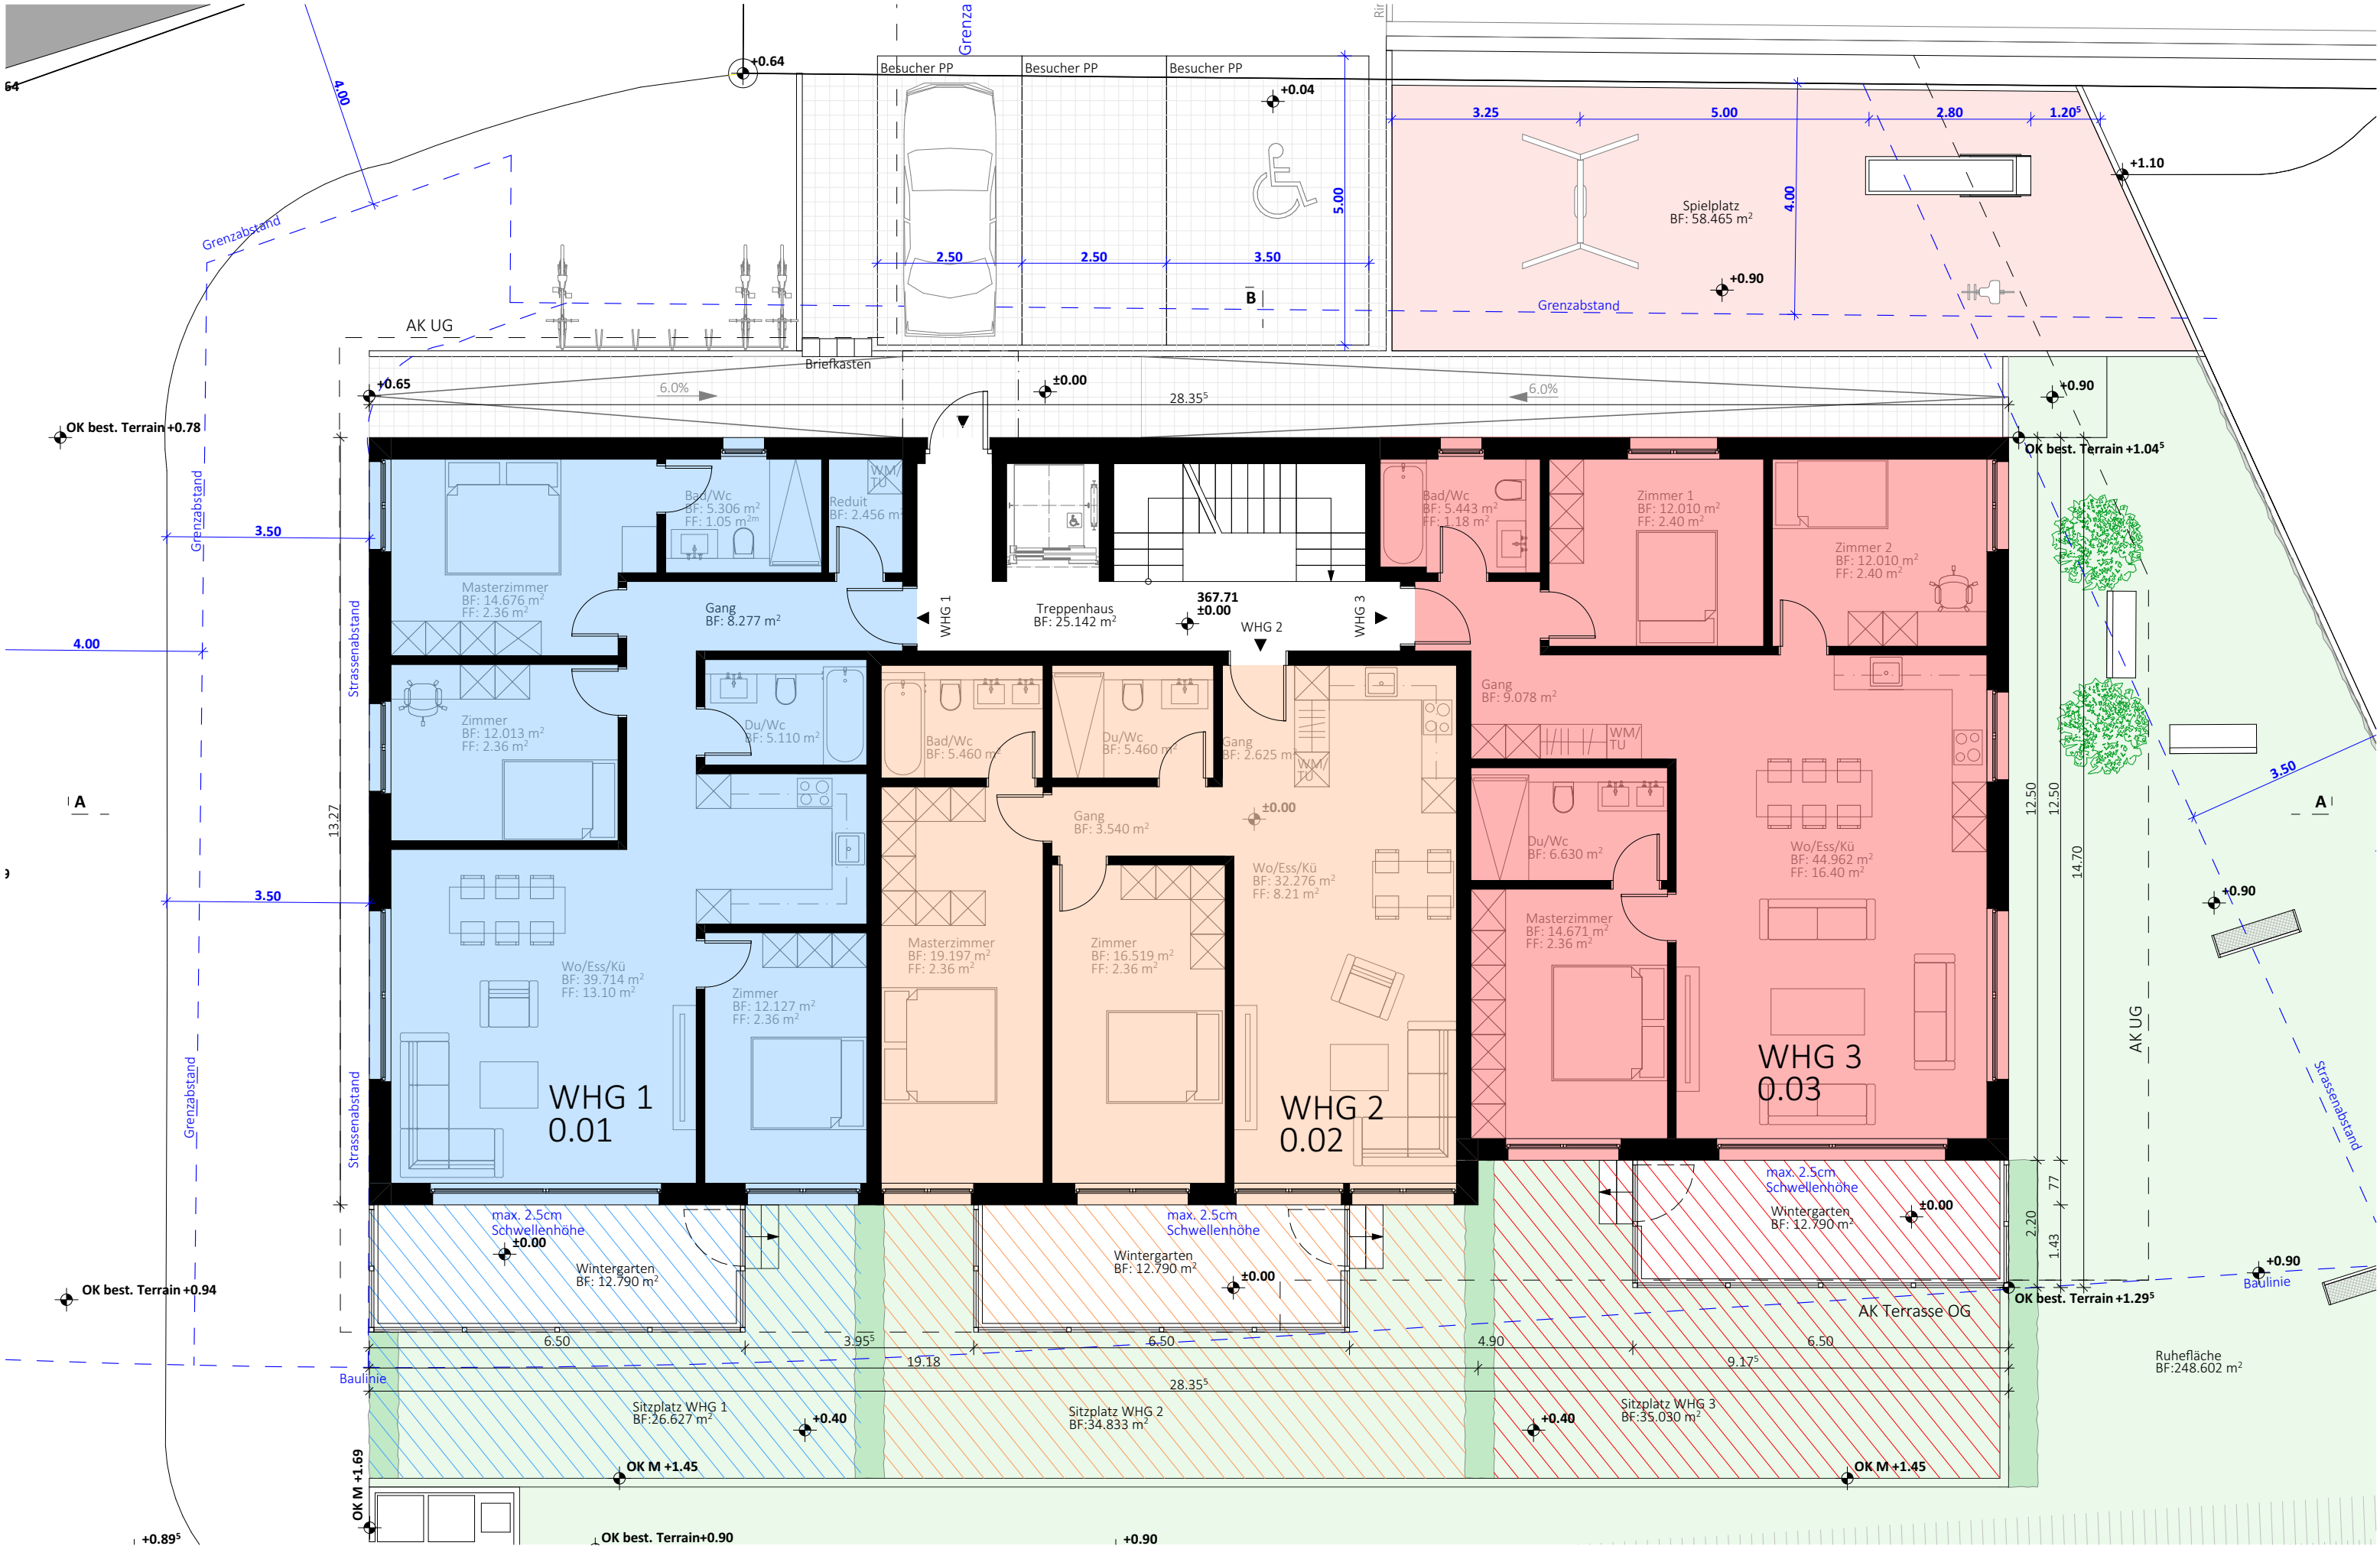 Grenza
Rin
+0.64
64
Besucher PP
Besucher PP
Besucher PP
+0.04
4.00
3.25
5.00
2.80
1.20⁵
+1.10
5.00
4.00
Spielplatz
BF: 58.465 m²
Grenzabstand
2.50
2.50
3.50
+0.90
B
Grenzabstand
AK UG
Briefkasten
+0.65
6.0%
±0.00
28.35⁵
6.0%
+0.90
OK best. Terrain +0.78
OK best. Terrain +1.04⁵
Grenzabstand
3.50
Bad/Wc
BF: 5.306 m²
FF: 1.05 m²ᵐ
WM/
TU
Reduit
BF: 2.456 m
Bad/Wc
BF: 5.443 m²
FF: 1.18 m²
Zimmer 1
BF: 12.010 m²
FF: 2.40 m²
Zimmer 2
BF: 12.010 m²
FF: 2.40 m²
Masterzimmer
BF: 14.676 m²
FF: 2.36 m²
Gang
BF: 8.277 m²
WHG 1
Treppenhaus
BF: 25.142 m²
367.71
±0.00
WHG 2
WHG 3
Strassenabstand
4.00
Zimmer
BF: 12.013 m²
FF: 2.36 m²
Du/Wc
BF: 5.110 m²
Bad/Wc
BF: 5.460 m²
Du/Wc
BF: 5.460 m²
Gang
BF: 2.625 m²
WM/
TU
Gang
BF: 9.078 m²
WM/
TU
3.50
A
13.27
Gang
BF: 3.540 m²
±0.00
Du/Wc
BF: 6.630 m²
Wo/Ess/Kü
BF: 44.962 m²
FF: 16.40 m²
12.50
12.50
14.70
A
9
3.50
Wo/Ess/Kü
BF: 32.276 m²
FF: 8.21 m²
+0.90
Wo/Ess/Kü
BF: 39.714 m²
FF: 13.10 m²
Zimmer
BF: 12.127 m²
FF: 2.36 m²
Masterzimmer
BF: 19.197 m²
FF: 2.36 m²
Zimmer
BF: 16.519 m²
FF: 2.36 m²
Masterzimmer
BF: 14.671 m²
FF: 2.36 m²
AK UG
Grenzabstand
Strassenabstand
WHG 1
0.01
WHG 2
0.02
WHG 3
0.03
Strassenabstand
max. 2.5cm
Schwellenhöhe
±0.00
Wintergarten
BF: 12.790 m²
max. 2.5cm
Schwellenhöhe
Wintergarten
BF: 12.790 m²
±0.00
max. 2.5cm
Schwellenhöhe
Wintergarten
BF: 12.790 m²
±0.00
2.20
77
1.43
+0.90
Baulinie
OK best. Terrain +0.94
OK best. Terrain +1.29⁵
AK Terrasse OG
6.50
3.95⁵
6.50
4.90
6.50
19.18
9.17⁵
28.35⁵
Baulinie
Ruhefläche
BF:248.602 m²
Sitzplatz WHG 1
BF:26.627 m²
+0.40
Sitzplatz WHG 2
BF:34.833 m²
+0.40
Sitzplatz WHG 3
BF:35.030 m²
OK M +1.69
OK M +1.45
OK M +1.45
+0.89⁵
OK best. Terrain+0.90
+0.90